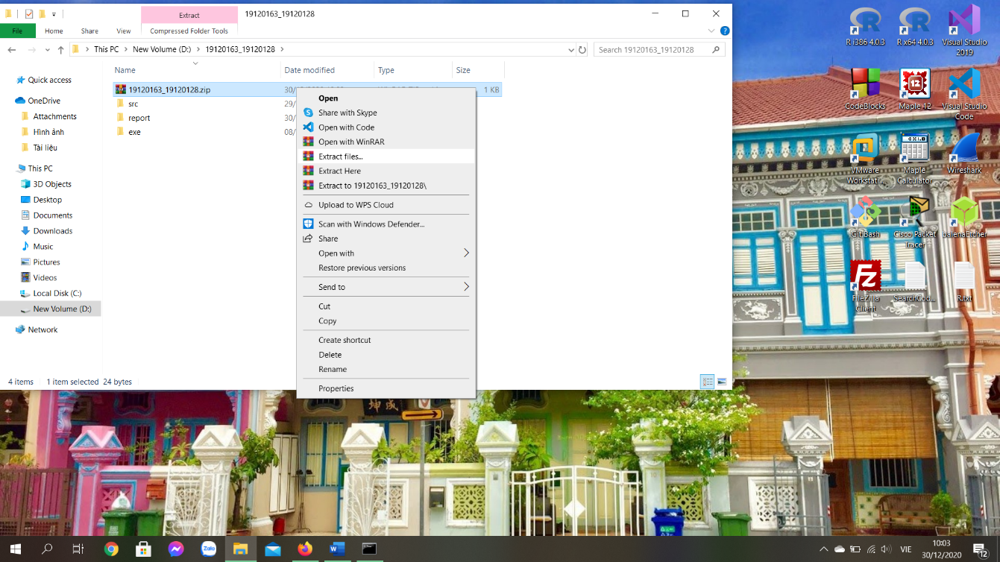 Extract
19120163_19120128
File
Home
Share
View
Compressed Folder Tools
This PC
New Volume (D:)
19120163_19120128
Search 19120163_19120128
Name
Date modified
Type
Size
19120163_19120128.zip
30/
1 KB
src
29/
report
30/
exe
08/
Quick access
OneDrive
Attachments
Hình ảnh
Tài liệu
This PC
3D Objects
Desktop
Documents
Downloads
Music
Pictures
Videos
Local Disk (C:)
New Volume (D:)
Network
4 items
1 item selected 24 bytes
Open
Share with Skype
Open with Code
Open with WinRAR
Extract files...
Extract Here
Extract to 19120163_19120128\
Upload to WPS Cloud
Scan with Windows Defender...
Share
Open with
Restore previous versions
Send to
Cut
Copy
Create shortcut
Delete
Rename
Properties
R i386 4.0.3
R x64 4.0.3
Visual Studio
2019
CodeBlocks
12
Maple 12
Visual Studio
Code
VMware
Workstati...
Maple
Calculator
Wireshark
Git Bash
Cisco Packet
Tracer
balenaEtcher
Fz
FileZilla
Client
SearchCod...
R.txt
Zalo
VIE
10:03
30/12/2020
12